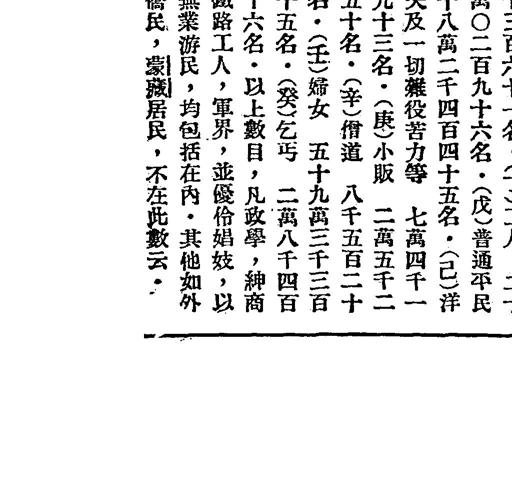 十三百六十一名・
萬〇二百九十六名・（戊）普通平民
十八萬二千四百四十五名・（己）洋
夫及一切雜役苦力等　七萬四千一
九十三名・（庚）小販　二萬五千二
五十名・（辛）僧道　八千五百二十
名・（壬）婦女　五十九萬三千三百
十五名・（癸）乞丐　二萬八千四百
十六名・以上數目，凡政學，紳商
鐵路工人，軍界，並優伶娼妓，以
無業游民，均包括在內・其他如外
僑民，蒙藏居民，不在此數云・